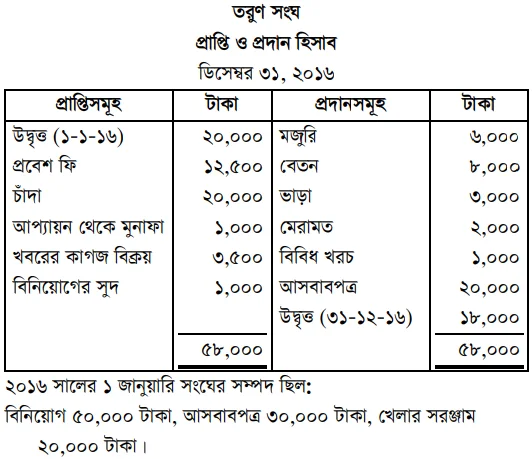 তরুণ সংঘ
প্রাপ্তি ও প্রদান হিসাব
ডিসেম্বর ৩১, ২০১৬
প্রাপ্তিসমূহ টাকা প্রদানসমূহ টাকা
উদ্বৃত্ত (১-১-১৬) ২০,০০০ মজুরি ৬,০০০
প্রবেশ ফি ১২,৫০০ বেতন ৮,০০০
চাঁদা ২০,০০০ ভাড়া ৩,০০০
আপ্যায়ন থেকে মুনাফা ১,০০০ মেরামত ২,০০০
খবরের কাগজ বিক্রয় ৩,৫০০ বিবিধ খরচ ১,০০০
বিনিয়োগের সুদ ১,০০০ আসবাবপত্র ২০,০০০
উদ্বৃত্ত (৩১-১২-১৬) ১৮,০০০
৫৮,০০০ ৫৮,০০০
২০১৬ সালের ১ জানুয়ারি সংঘের সম্পদ ছিল:
বিনিয়োগ ৫০,০০০ টাকা, আসবাবপত্র ৩০,০০০ টাকা, খেলার সরঞ্জাম
২০,০০০ টাকা।